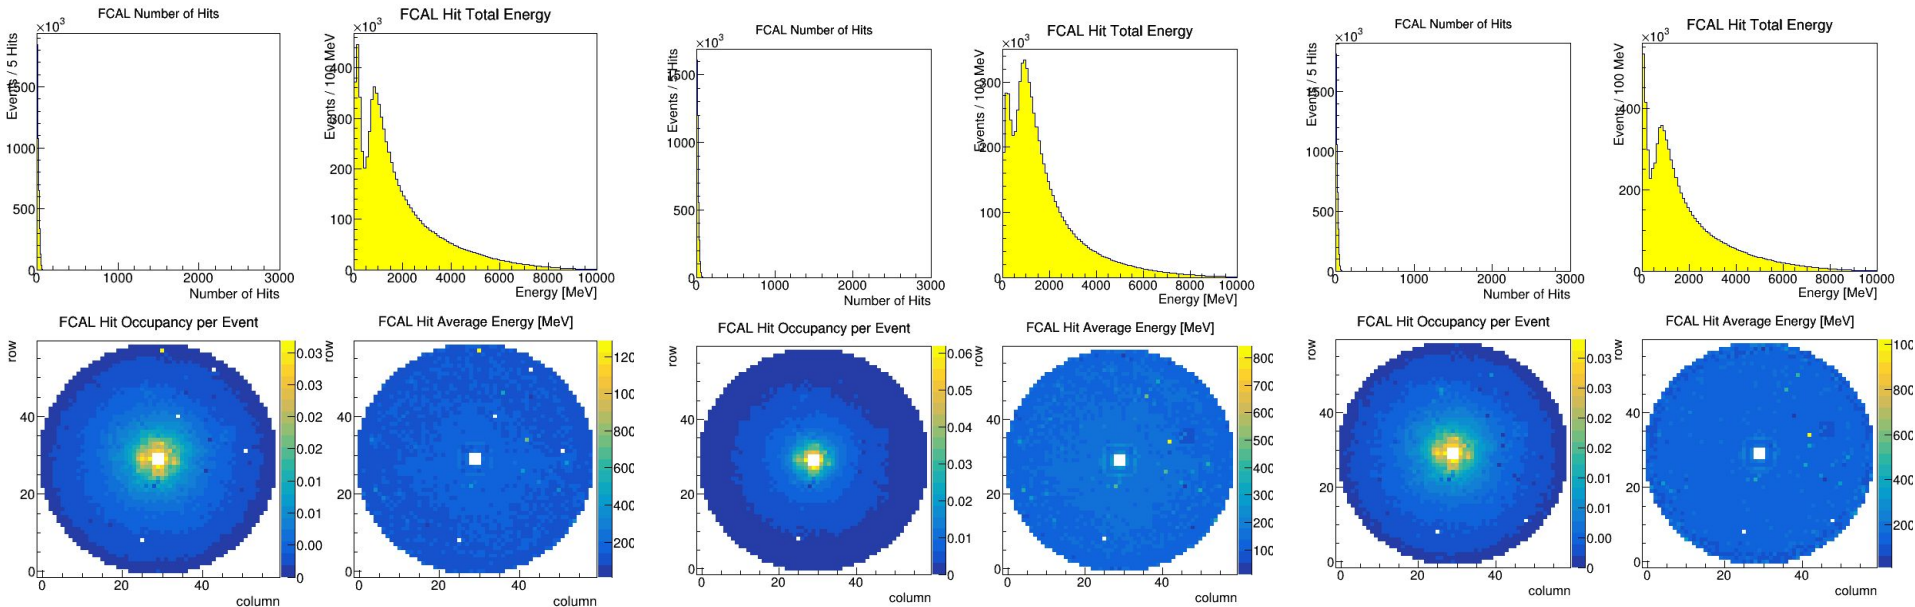 FCAL Number of Hits
×10³
Events / 5 Hits
1500
1000
500
0
0 1000 2000 3000
Number of Hits
FCAL Hit Total Energy
×10³
Events / 100 MeV
400
300
200
100
0
0 2000 4000 6000 8000 10000
Energy [MeV]
FCAL Number of Hits
×10³
Events / 5 Hits
1500
1000
500
0
0 1000 2000 3000
Number of Hits
FCAL Hit Total Energy
×10³
Events / 100 MeV
300
200
100
0
0 2000 4000 6000 8000 10000
Energy [MeV]
FCAL Number of Hits
×10³
Events / 5 Hits
1500
1000
500
0
0 1000 2000 3000
Number of Hits
FCAL Hit Total Energy
×10³
Events / 100 MeV
400
200
0
0 2000 4000 6000 8000 10000
Energy [MeV]
FCAL Hit Occupancy per Event
row
40
20
0
0 20 40
column
0.03
0.03
0.02
0.02
0.01
0.01
0.00
0
FCAL Hit Average Energy [MeV]
row
40
20
0
0 20 40
column
120
100
800
600
400
200
FCAL Hit Occupancy per Event
row
40
20
0
0 20 40
column
0.06
0.05
0.04
0.03
0.02
0.01
0
FCAL Hit Average Energy [MeV]
row
40
20
0
0 20 40
column
800
700
600
500
400
300
200
100
FCAL Hit Occupancy per Event
row
40
20
0
0 20 40
column
0.03
0.03
0.02
0.02
0.01
0.01
0.00
0
FCAL Hit Average Energy [MeV]
row
40
20
0
0 20 40
column
100
800
600
400
200